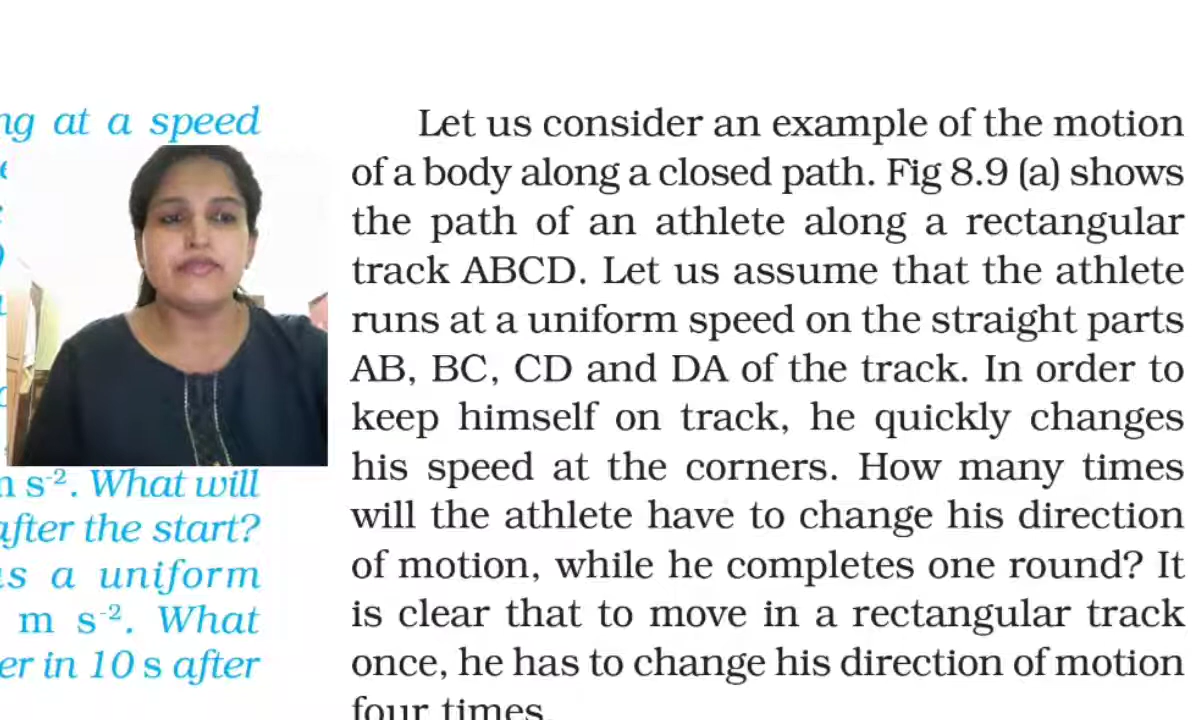 ng at a speed
m s⁻². What will
after the start?
as a uniform
m s⁻². What
er in 10 s after
Let us consider an example of the motion
of a body along a closed path. Fig 8.9 (a) shows
the path of an athlete along a rectangular
track ABCD. Let us assume that the athlete
runs at a uniform speed on the straight parts
AB, BC, CD and DA of the track. In order to
keep himself on track, he quickly changes
his speed at the corners. How many times
will the athlete have to change his direction
of motion, while he completes one round? It
is clear that to move in a rectangular track
once, he has to change his direction of motion
four times.